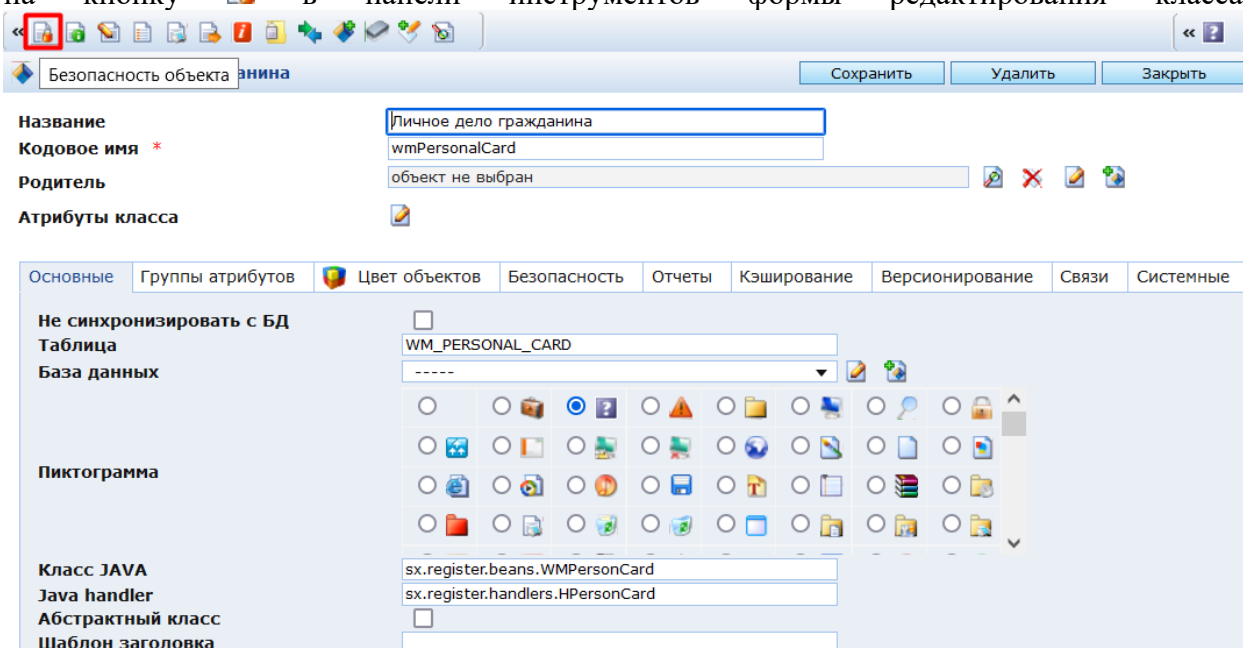 на кнопку в панели инструментов формы редактирования класса
«
«
Безопасность объекта
анина
Сохранить Удалить Закрыть
Название Личное дело гражданина
Кодовое имя * wmPersonalCard
Родитель объект не выбран
Атрибуты класса
Основные Группы атрибутов Цвет объектов Безопасность Отчеты Кэширование Версионирование Связи Системные
Не синхронизировать с БД
Таблица WM_PERSONAL_CARD
База данных -----
Пиктограмма
Класс JAVA sx.register.beans.WMPersonCard
Java handler sx.register.handlers.HPersonCard
Абстрактный класс
Шаблон заголовка